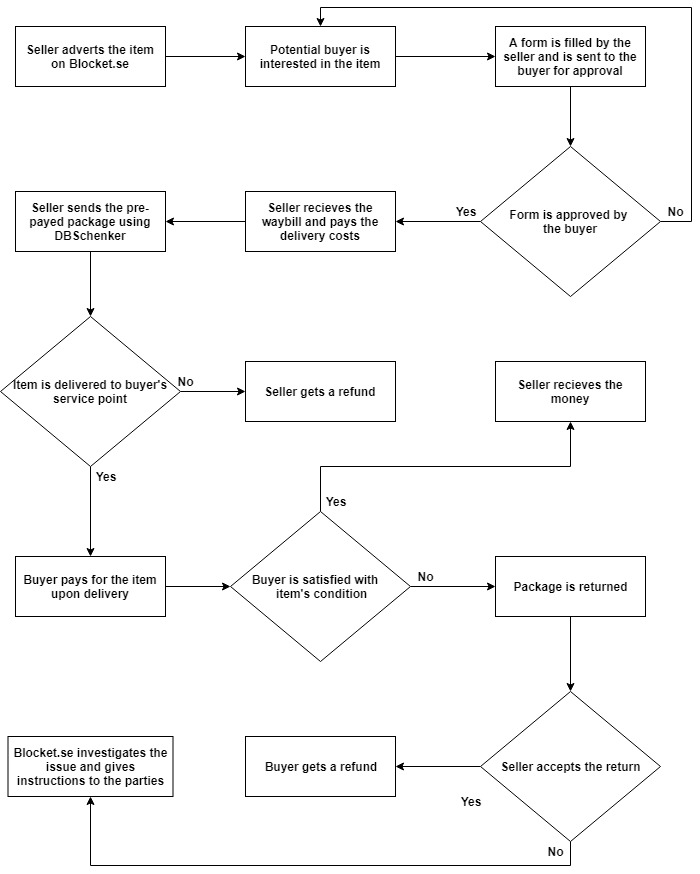 Seller adverts the item
on Blocket.se
Potential buyer is
interested in the item
A form is filled by the
seller and is sent to the
buyer for approval
Form is approved by
the buyer
No
Yes
Seller recieves the
waybill and pays the
delivery costs
Seller sends the pre-
payed package using
DBSchenker
Item is delivered to buyer's
service point
No
Seller gets a refund
Seller recieves the
money
Yes
Yes
Buyer pays for the item
upon delivery
Buyer is satisfied with
item's condition
No
Package is returned
Seller accepts the return
Buyer gets a refund
Blocket.se investigates the
issue and gives
instructions to the parties
Yes
No